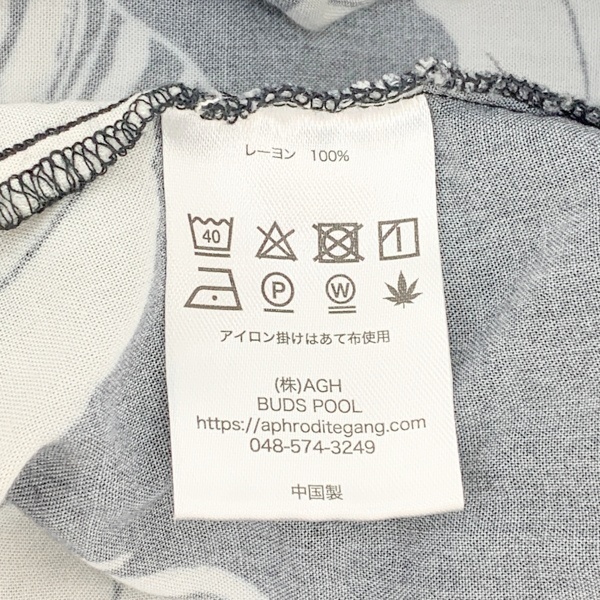 レーヨン 100%
40
P W
アイロン掛けはあて布使用
(株)AGH
BUDS POOL
https://aphroditegang.com
048-574-3249
中国製